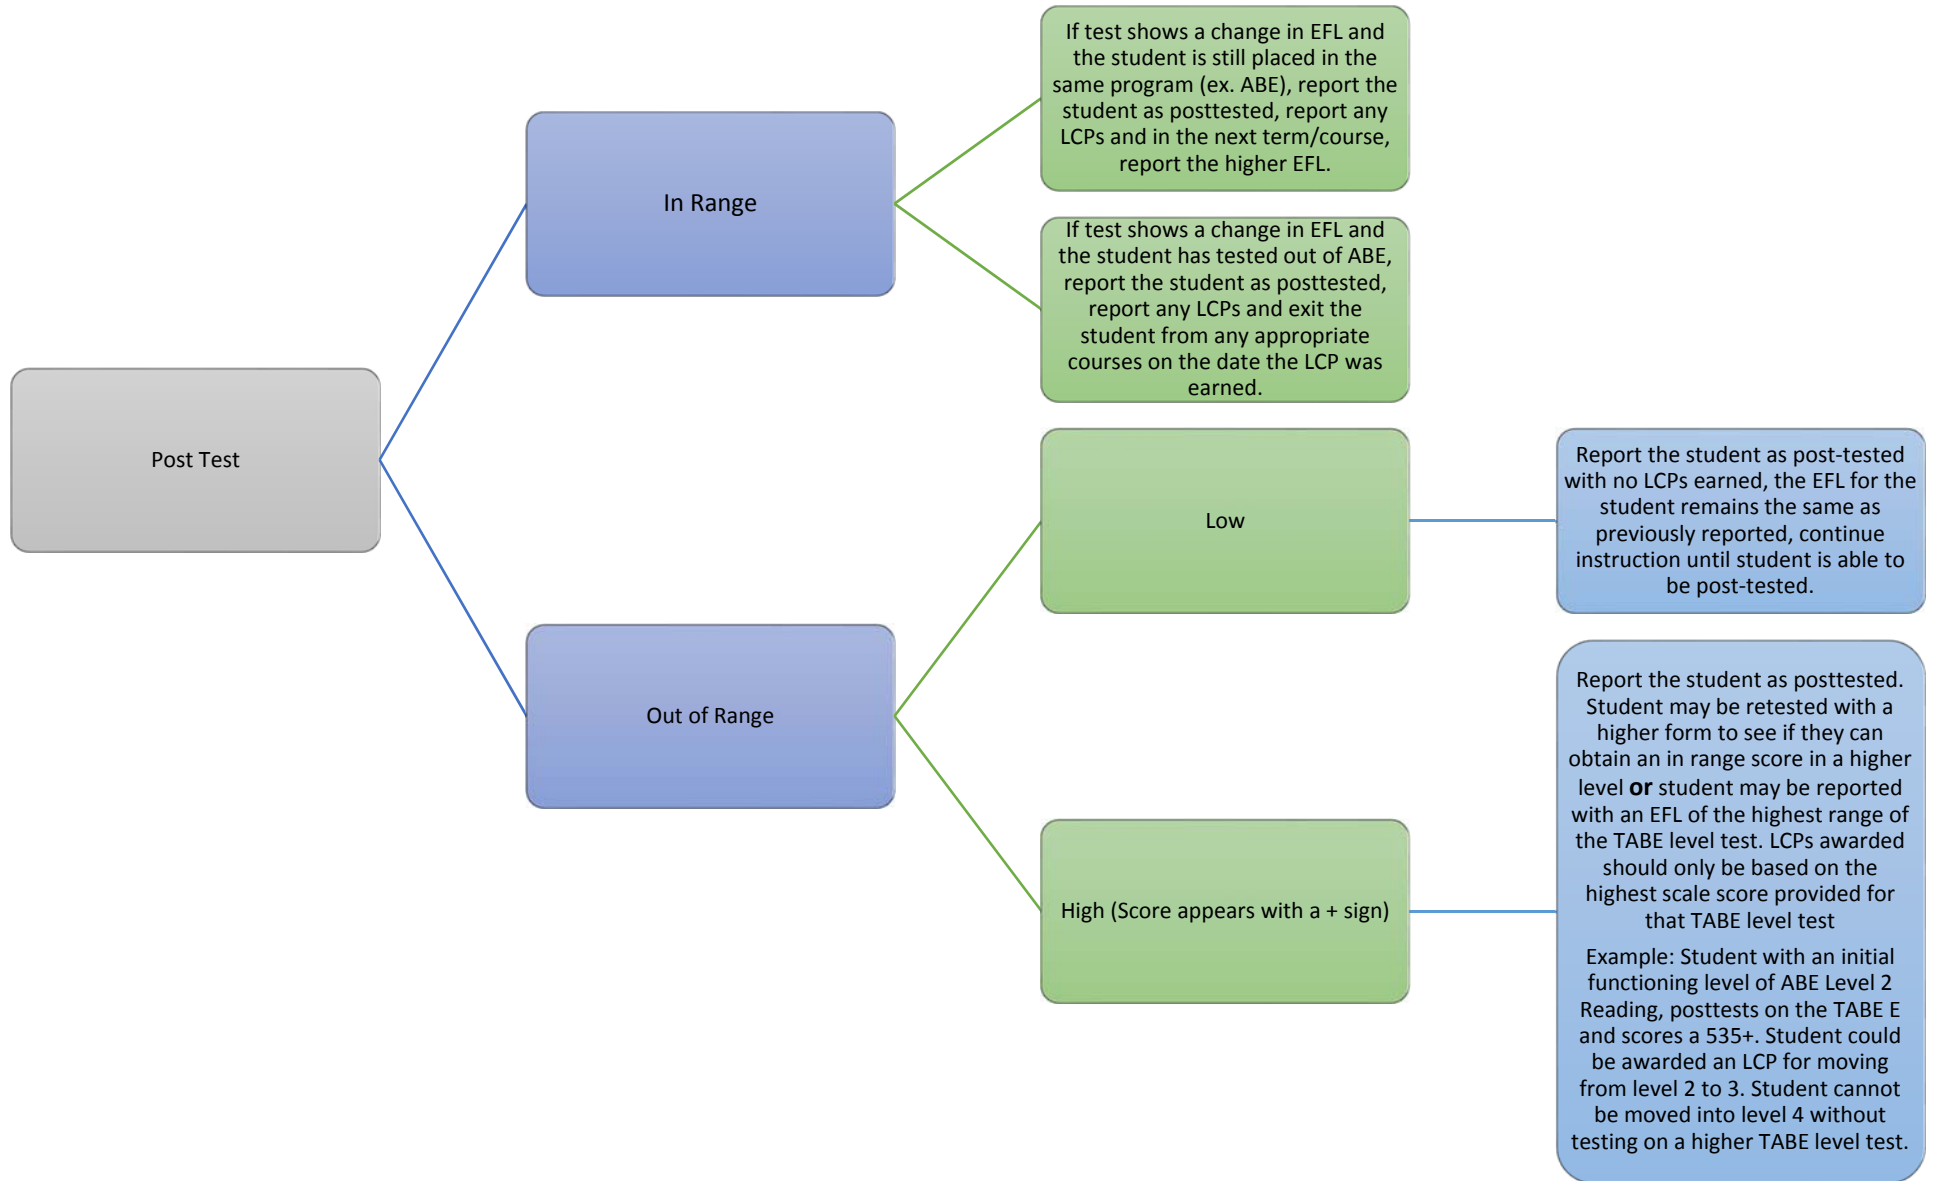 Post Test
In Range
If test shows a change in EFL and
the student is still placed in the
same program (ex. ABE), report the
student as posttested, report any
LCPs and in the next term/course,
report the higher EFL.
If test shows a change in EFL and
the student has tested out of ABE,
report the student as posttested,
report any LCPs and exit the
student from any appropriate
courses on the date the LCP was
earned.
Out of Range
Low
Report the student as post-tested
with no LCPs earned, the EFL for the
student remains the same as
previously reported, continue
instruction until student is able to
be post-tested.
High (Score appears with a + sign)
Report the student as posttested.
Student may be retested with a
higher form to see if they can
obtain an in range score in a higher
level or student may be reported
with an EFL of the highest range of
the TABE level test. LCPs awarded
should only be based on the
highest scale score provided for
that TABE level test
Example: Student with an initial
functioning level of ABE Level 2
Reading, posttests on the TABE E
and scores a 535+. Student could
be awarded an LCP for moving
from level 2 to 3. Student cannot
be moved into level 4 without
testing on a higher TABE level test.